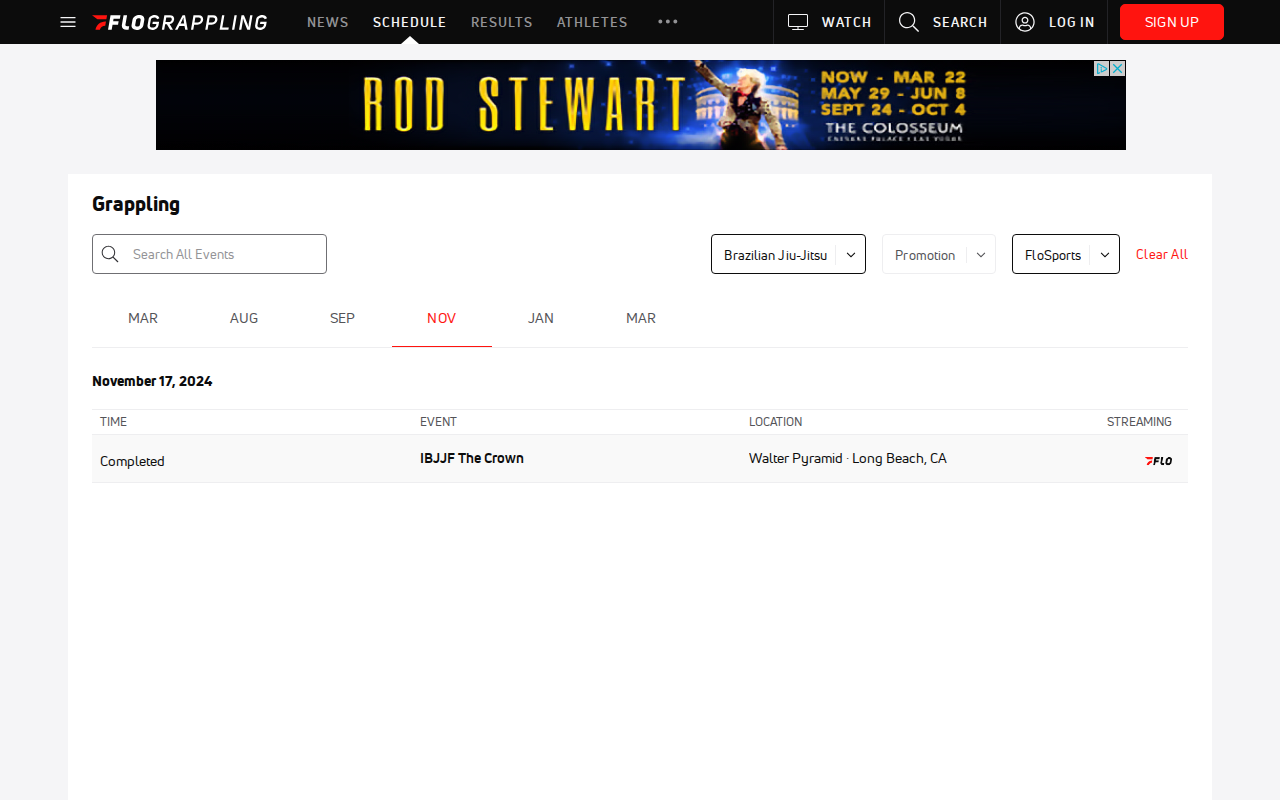 FLOGRAPPLING NEWS SCHEDULE RESULTS ATHLETES WATCH SEARCH LOG IN SIGN UP
ROD STEWART
NOW - MAR 22
MAY 29 - JUN 8
SEPT 24 - OCT 4
THE COLOSSEUM
CAESARS PALACE LAS VEGAS
Grappling
Search All Events Brazilian Jiu-Jitsu Promotion FloSports Clear All
MAR AUG SEP NOV JAN MAR
November 17, 2024
TIME EVENT LOCATION STREAMING
Completed IBJJF The Crown Walter Pyramid · Long Beach, CA FLO